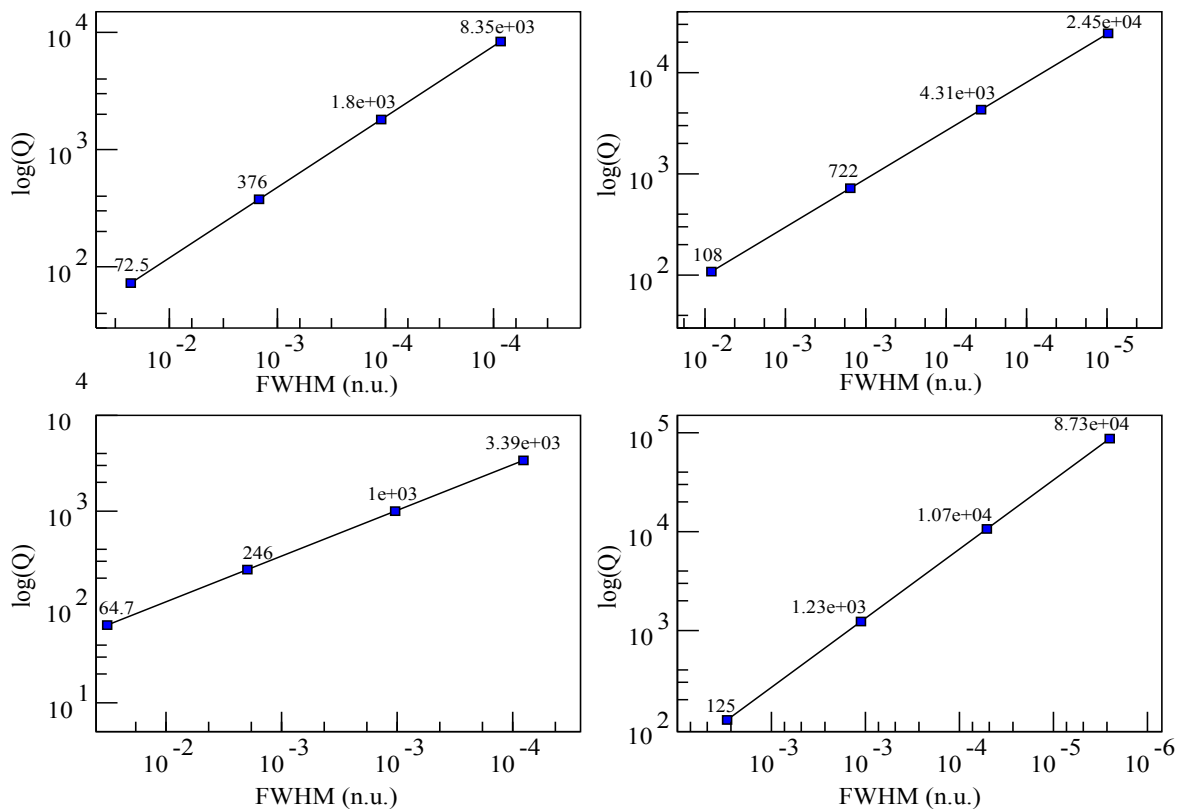 10^4
8.35e+03
1.8e+03
10^3
376
10^2
72.5
log(Q)
10^-2
10^-3
10^-4
10^-4
FWHM (n.u.)
2.45e+04
10^4
4.31e+03
10^3
722
10^2
108
log(Q)
10^-2
10^-3
10^-3
10^-4
10^-4
10^-5
FWHM (n.u.)
10^4
3.39e+03
10^3
1e+03
246
10^2
64.7
10^1
log(Q)
10^-2
10^-3
10^-3
10^-4
FWHM (n.u.)
10^5
8.73e+04
10^4
1.07e+04
1.23e+03
10^3
125
10^2
log(Q)
10^-3
10^-3
10^-4
10^-5
10^-6
FWHM (n.u.)